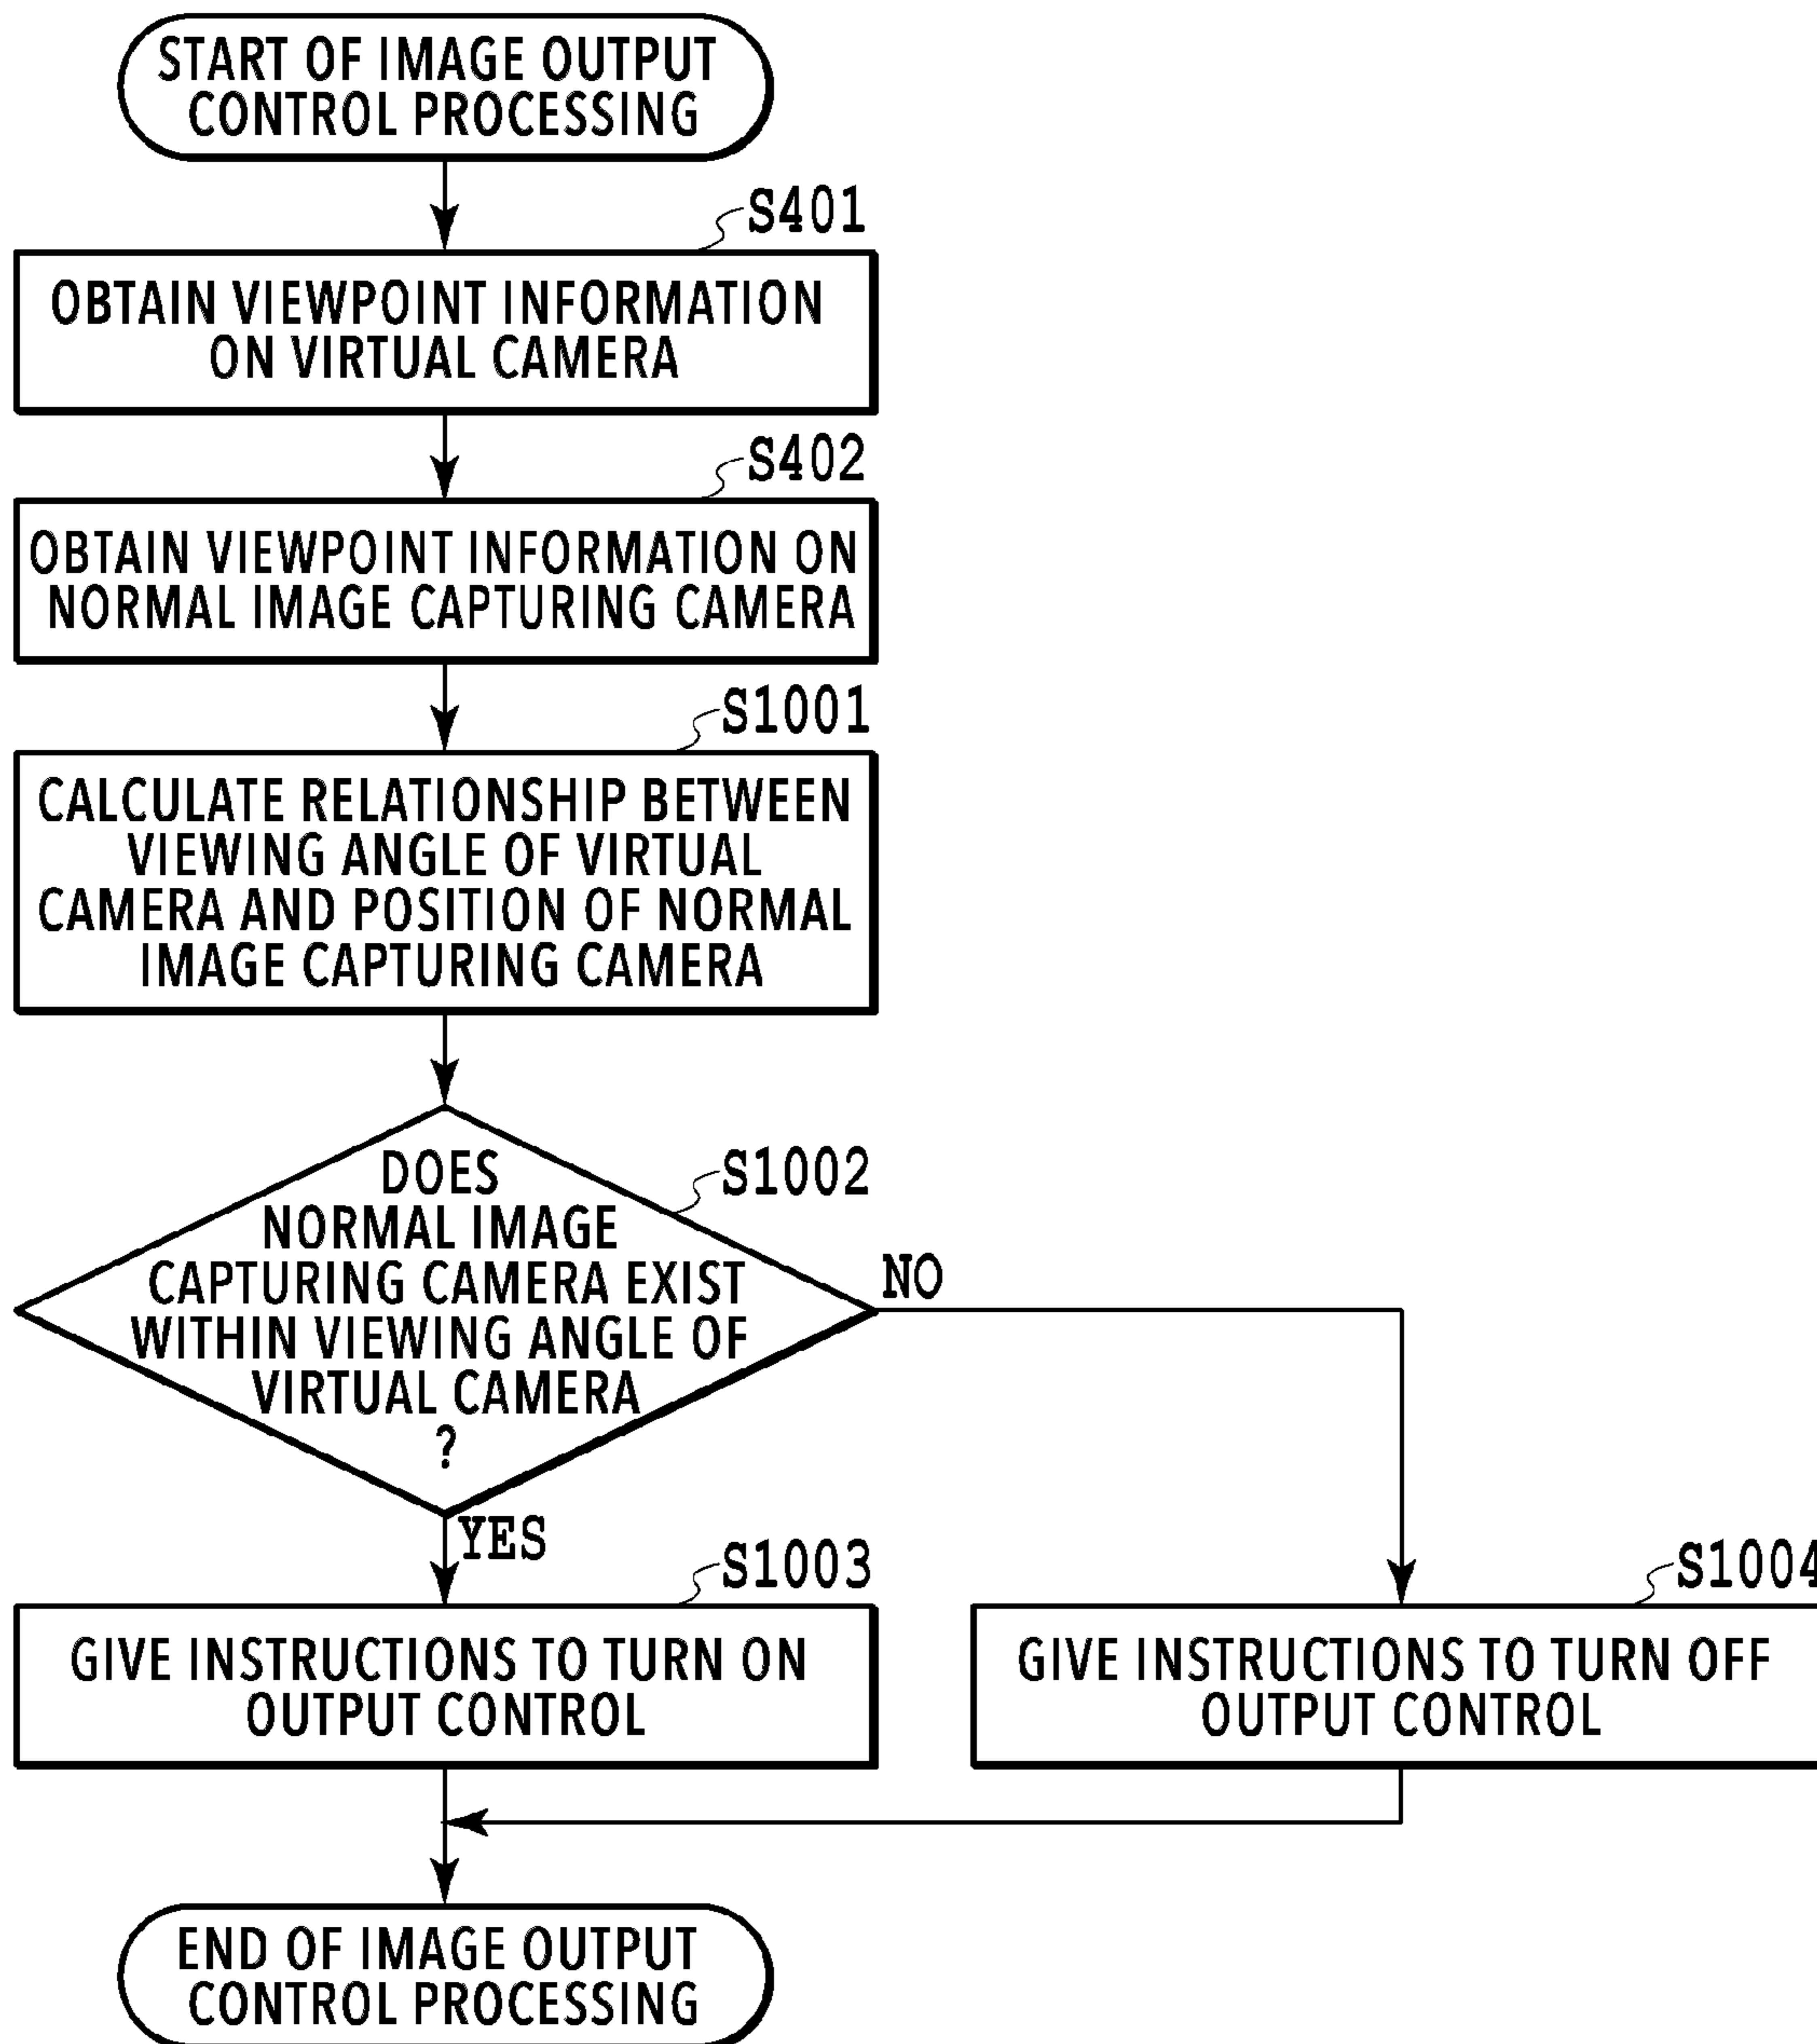 START OF IMAGE OUTPUT
CONTROL PROCESSING
S401
OBTAIN VIEWPOINT INFORMATION
ON VIRTUAL CAMERA
S402
OBTAIN VIEWPOINT INFORMATION ON
NORMAL IMAGE CAPTURING CAMERA
S1001
CALCULATE RELATIONSHIP BETWEEN
VIEWING ANGLE OF VIRTUAL
CAMERA AND POSITION OF NORMAL
IMAGE CAPTURING CAMERA
S1002
DOES
NORMAL IMAGE
CAPTURING CAMERA EXIST
WITHIN VIEWING ANGLE OF
VIRTUAL CAMERA
?
NO
YES
S1003
GIVE INSTRUCTIONS TO TURN ON
OUTPUT CONTROL
S1004
GIVE INSTRUCTIONS TO TURN OFF
OUTPUT CONTROL
END OF IMAGE OUTPUT
CONTROL PROCESSING